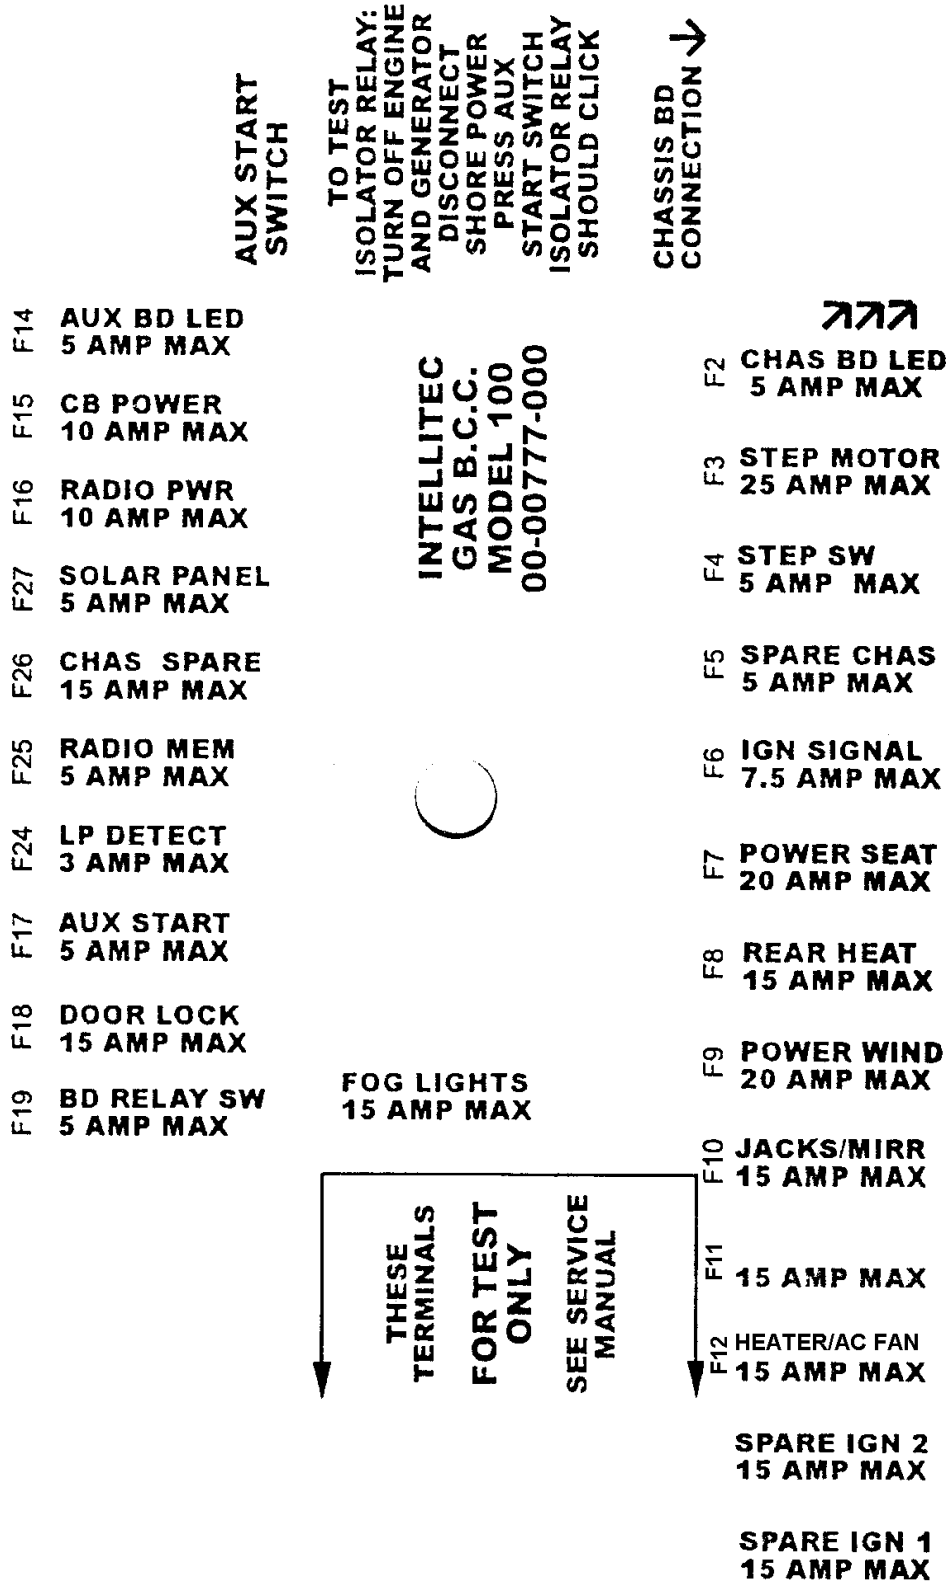 AUX START
SWITCH
TO TEST
ISOLATOR RELAY:
TURN OFF ENGINE
AND GENERATOR
DISCONNECT
SHORE POWER
PRESS AUX
START SWITCH
ISOLATOR RELAY
SHOULD CLICK
CHASSIS BD
CONNECTION
F14
AUX BD LED
5 AMP MAX
F15
CB POWER
10 AMP MAX
F16
RADIO PWR
10 AMP MAX
F27
SOLAR PANEL
5 AMP MAX
F26
CHAS SPARE
15 AMP MAX
F25
RADIO MEM
5 AMP MAX
F24
LP DETECT
3 AMP MAX
F17
AUX START
5 AMP MAX
F18
DOOR LOCK
15 AMP MAX
F19
BD RELAY SW
5 AMP MAX
INTELLITEC
GAS B.C.C.
MODEL 100
00-00777-000
FOG LIGHTS
15 AMP MAX
THESE
TERMINALS
FOR TEST
ONLY
SEE SERVICE
MANUAL
F2
CHAS BD LED
5 AMP MAX
F3
STEP MOTOR
25 AMP MAX
F4
STEP SW
5 AMP MAX
F5
SPARE CHAS
5 AMP MAX
F6
IGN SIGNAL
7.5 AMP MAX
F7
POWER SEAT
20 AMP MAX
F8
REAR HEAT
15 AMP MAX
F9
POWER WIND
20 AMP MAX
F10
JACKS/MIRR
15 AMP MAX
F11
15 AMP MAX
F12
HEATER/AC FAN
15 AMP MAX
SPARE IGN 2
15 AMP MAX
SPARE IGN 1
15 AMP MAX